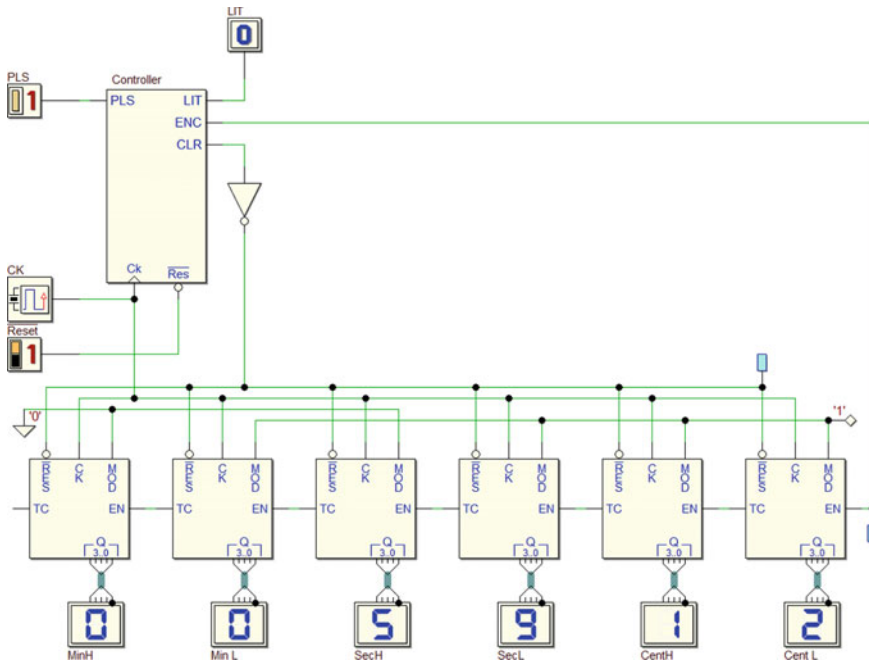 LIT
0
PLS
1
Controller
PLS LIT
ENC
CLR
Ck Res
CK
Reset
1
'0' '1'
RES CK MOD RES CK MOD RES CK MOD RES CK MOD RES CK MOD RES CK MOD
TC EN TC EN TC EN TC EN TC EN TC EN
Q Q Q Q Q Q
3..0 3..0 3..0 3..0 3..0 3..0
0 0 5 9 1 2
MinH Min L SecH SecL CentH Cent L